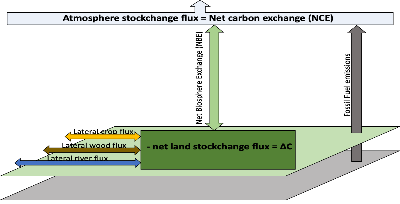 Atmosphere stockchange flux = Net carbon exchange (NCE)
Net Biosphere Exchange (NBE)
Fossil Fuel emissions
Lateral crop flux
Lateral wood flux
Lateral river flux
- net land stockchange flux = ΔC